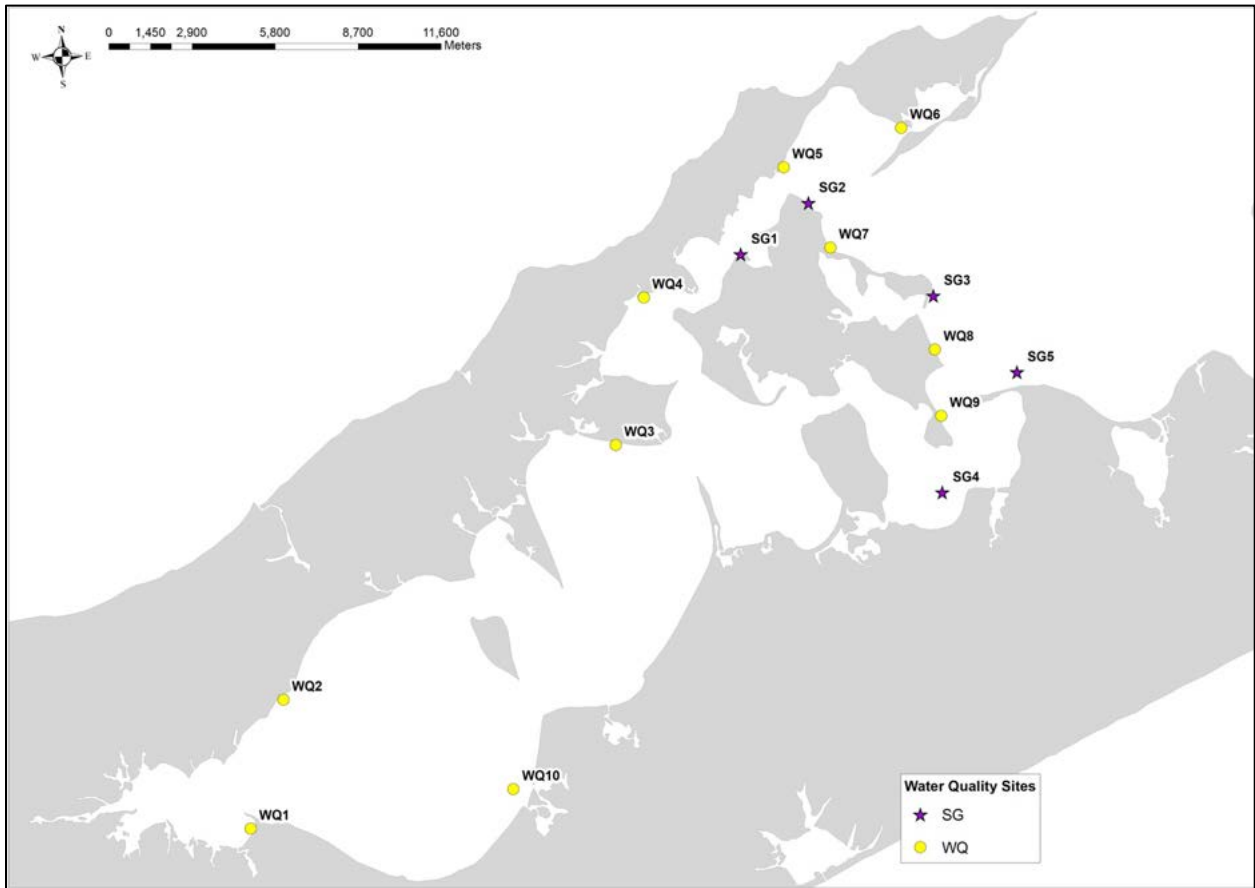 N
W E
S
0 1,450 2,900 5,800 8,700 11,600
Meters
WQ6
WQ5
SG2
WQ7
SG1
SG3
WQ4
WQ8
SG5
WQ9
WQ3
SG4
WQ2
WQ10
WQ1
Water Quality Sites
SG
WQ